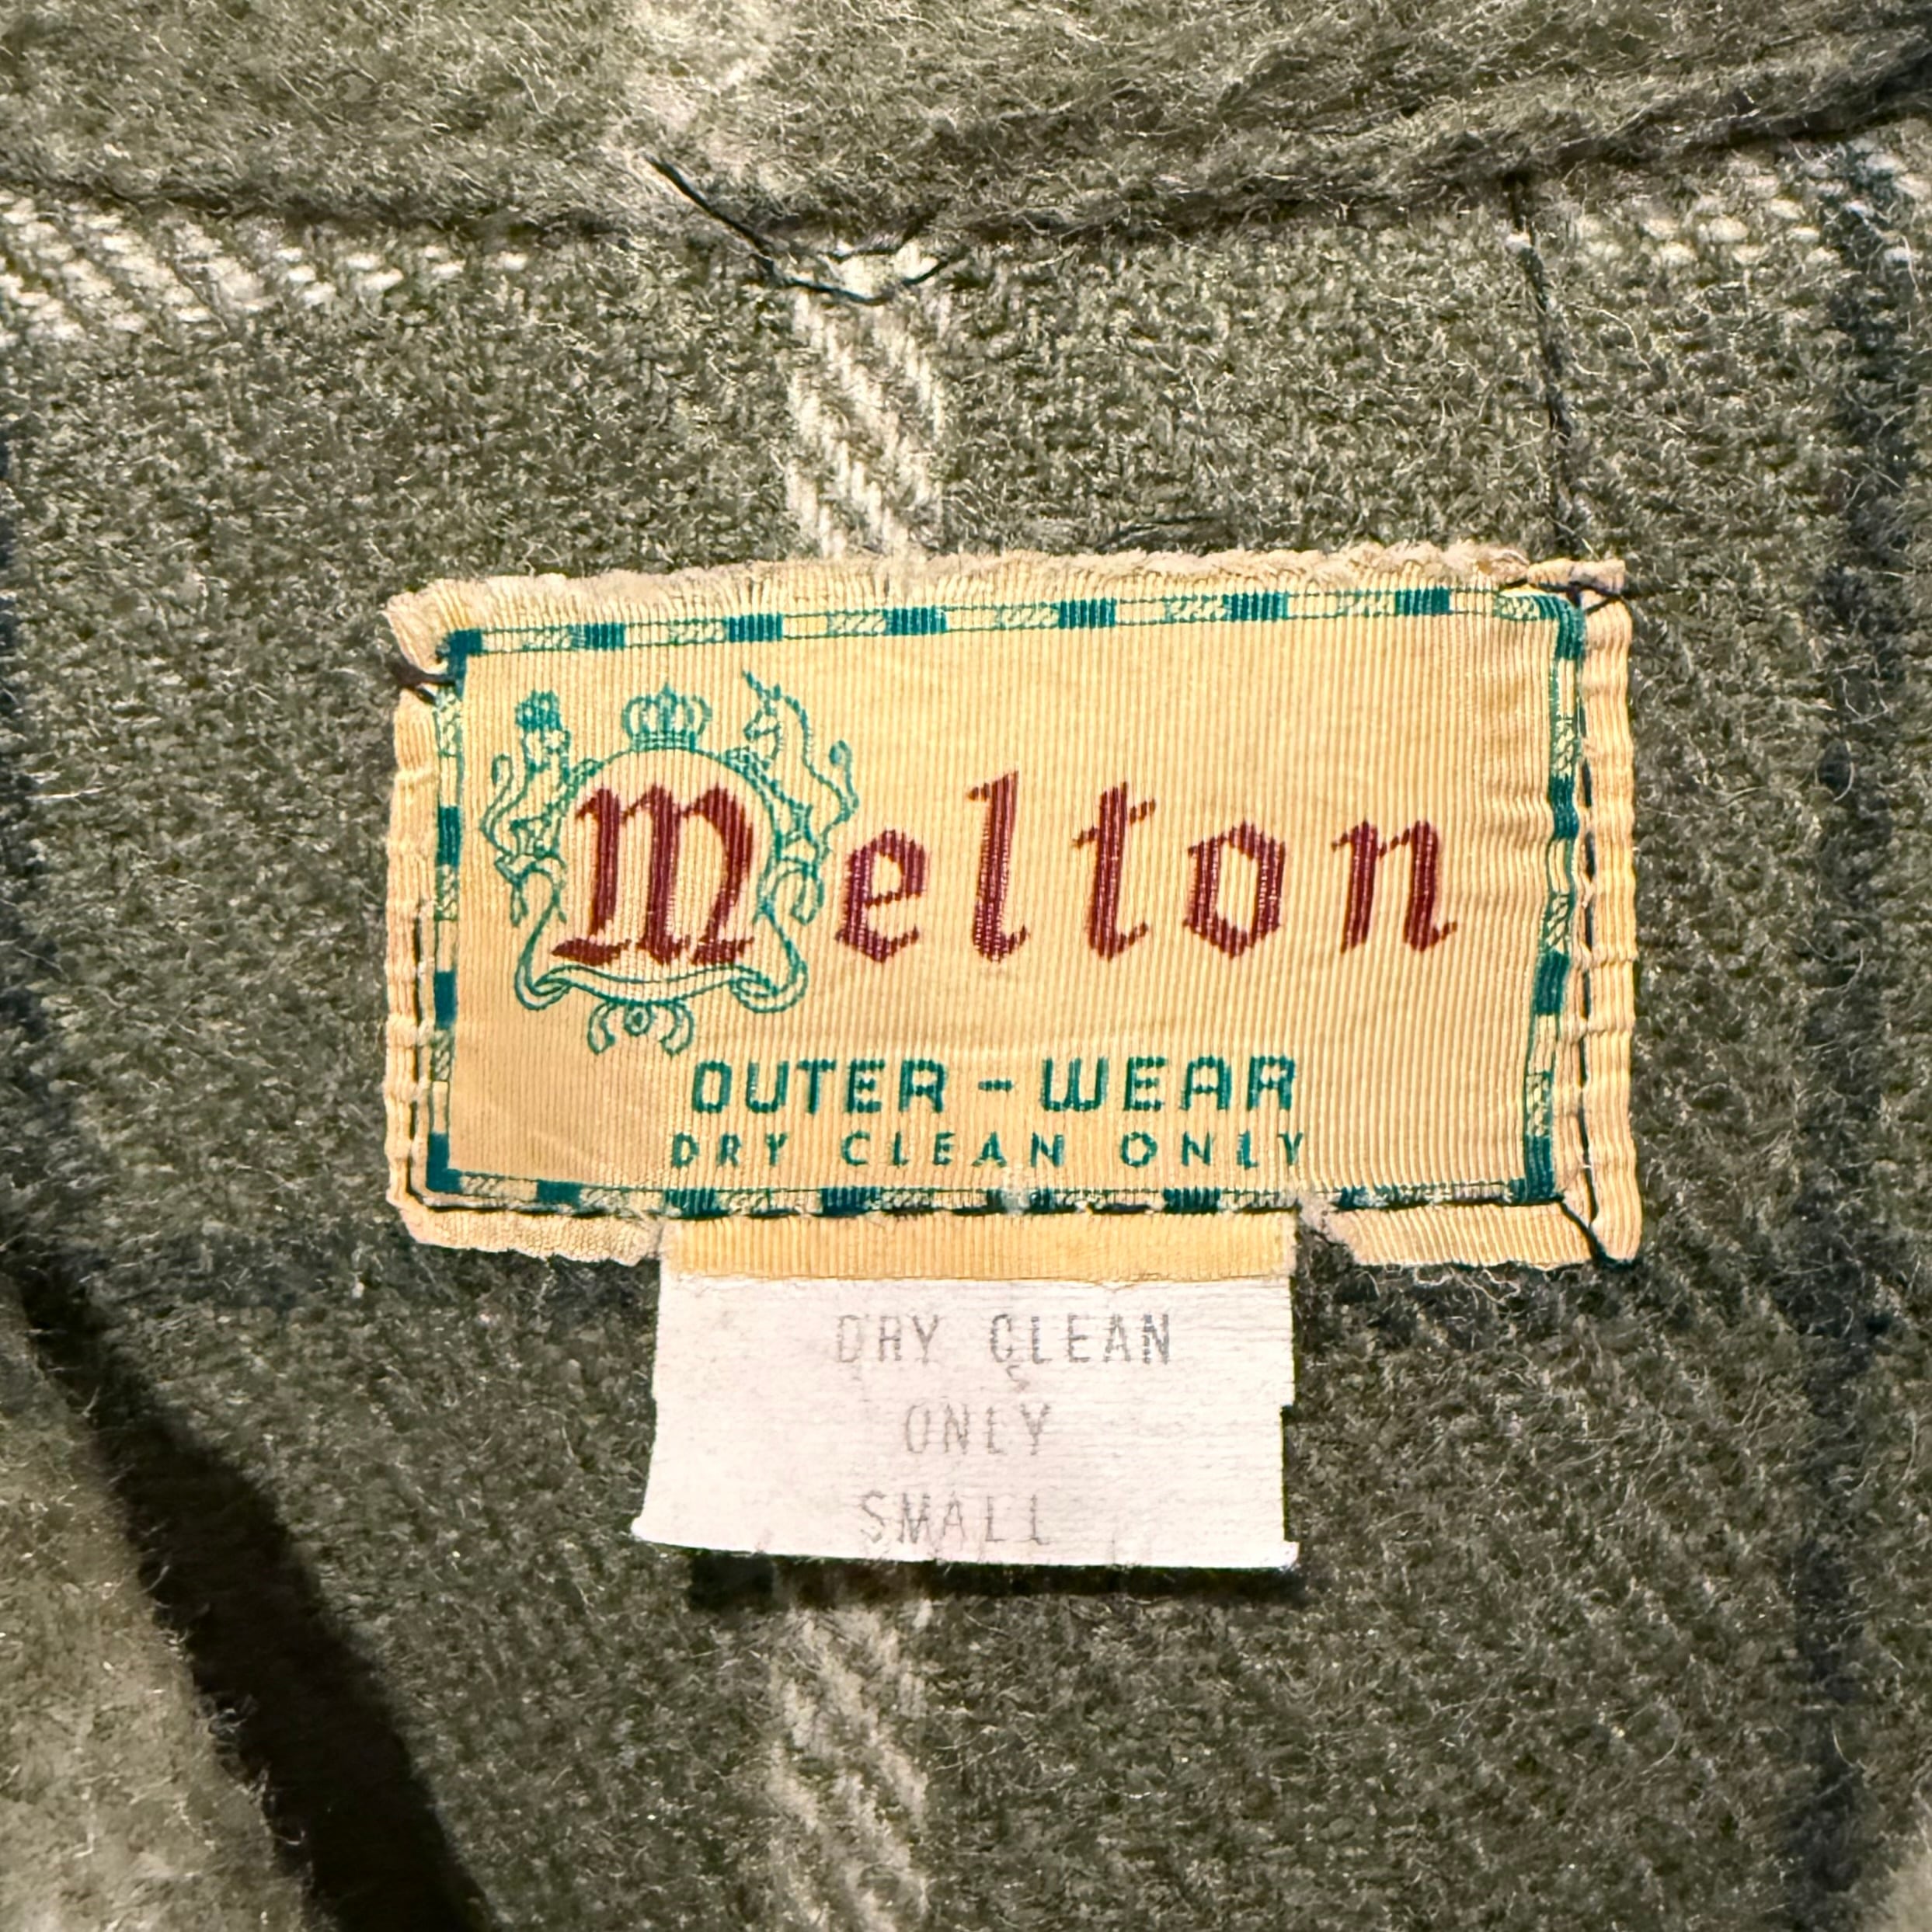 Melton
OUTER-WEAR
DRY CLEAN ONLY
DRY CLEAN
S
ONLY
SMALL